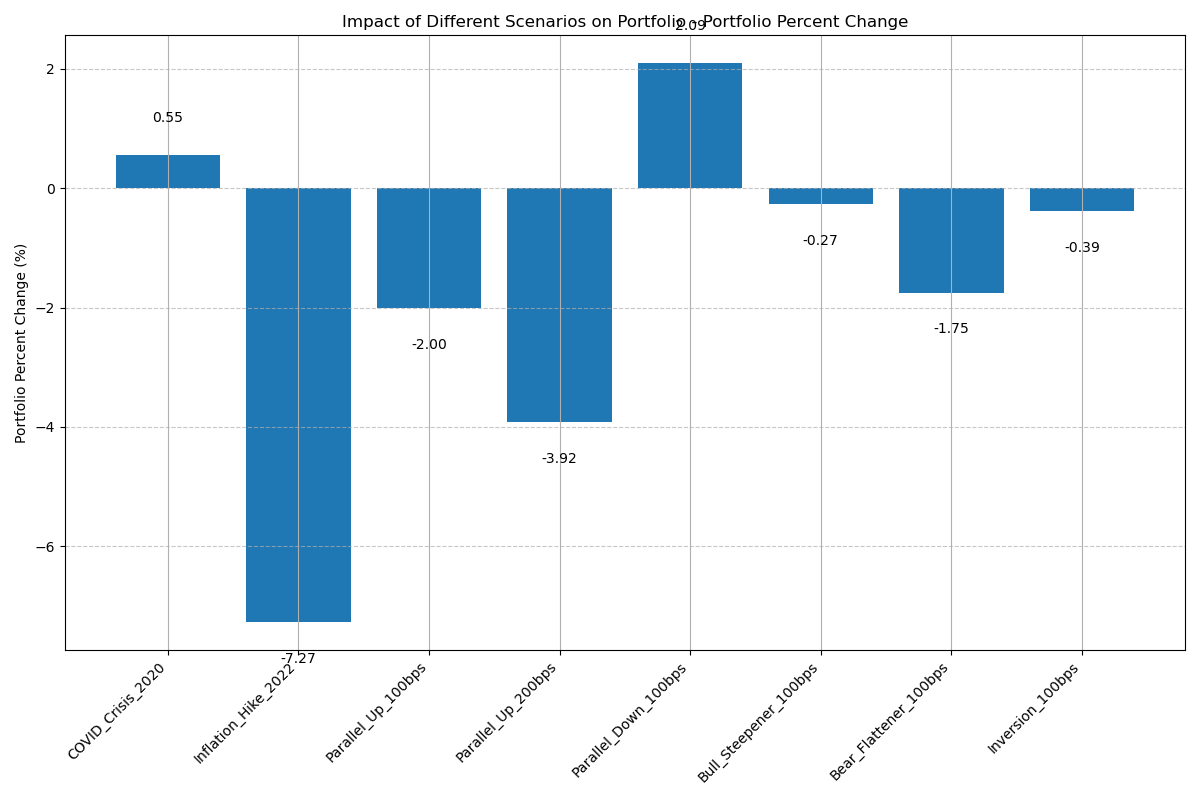 Impact of Different Scenarios on Portfolio - Portfolio Percent Change
2.09
2
0.55
0
-0.27
-0.39
−2
-1.75
-2.00
−4
-3.92
−6
-7.27
Portfolio Percent Change (%)
COVID_Crisis_2020
Inflation_Hike_2022
Parallel_Up_100bps
Parallel_Up_200bps
Parallel_Down_100bps
Bull_Steepener_100bps
Bear_Flattener_100bps
Inversion_100bps